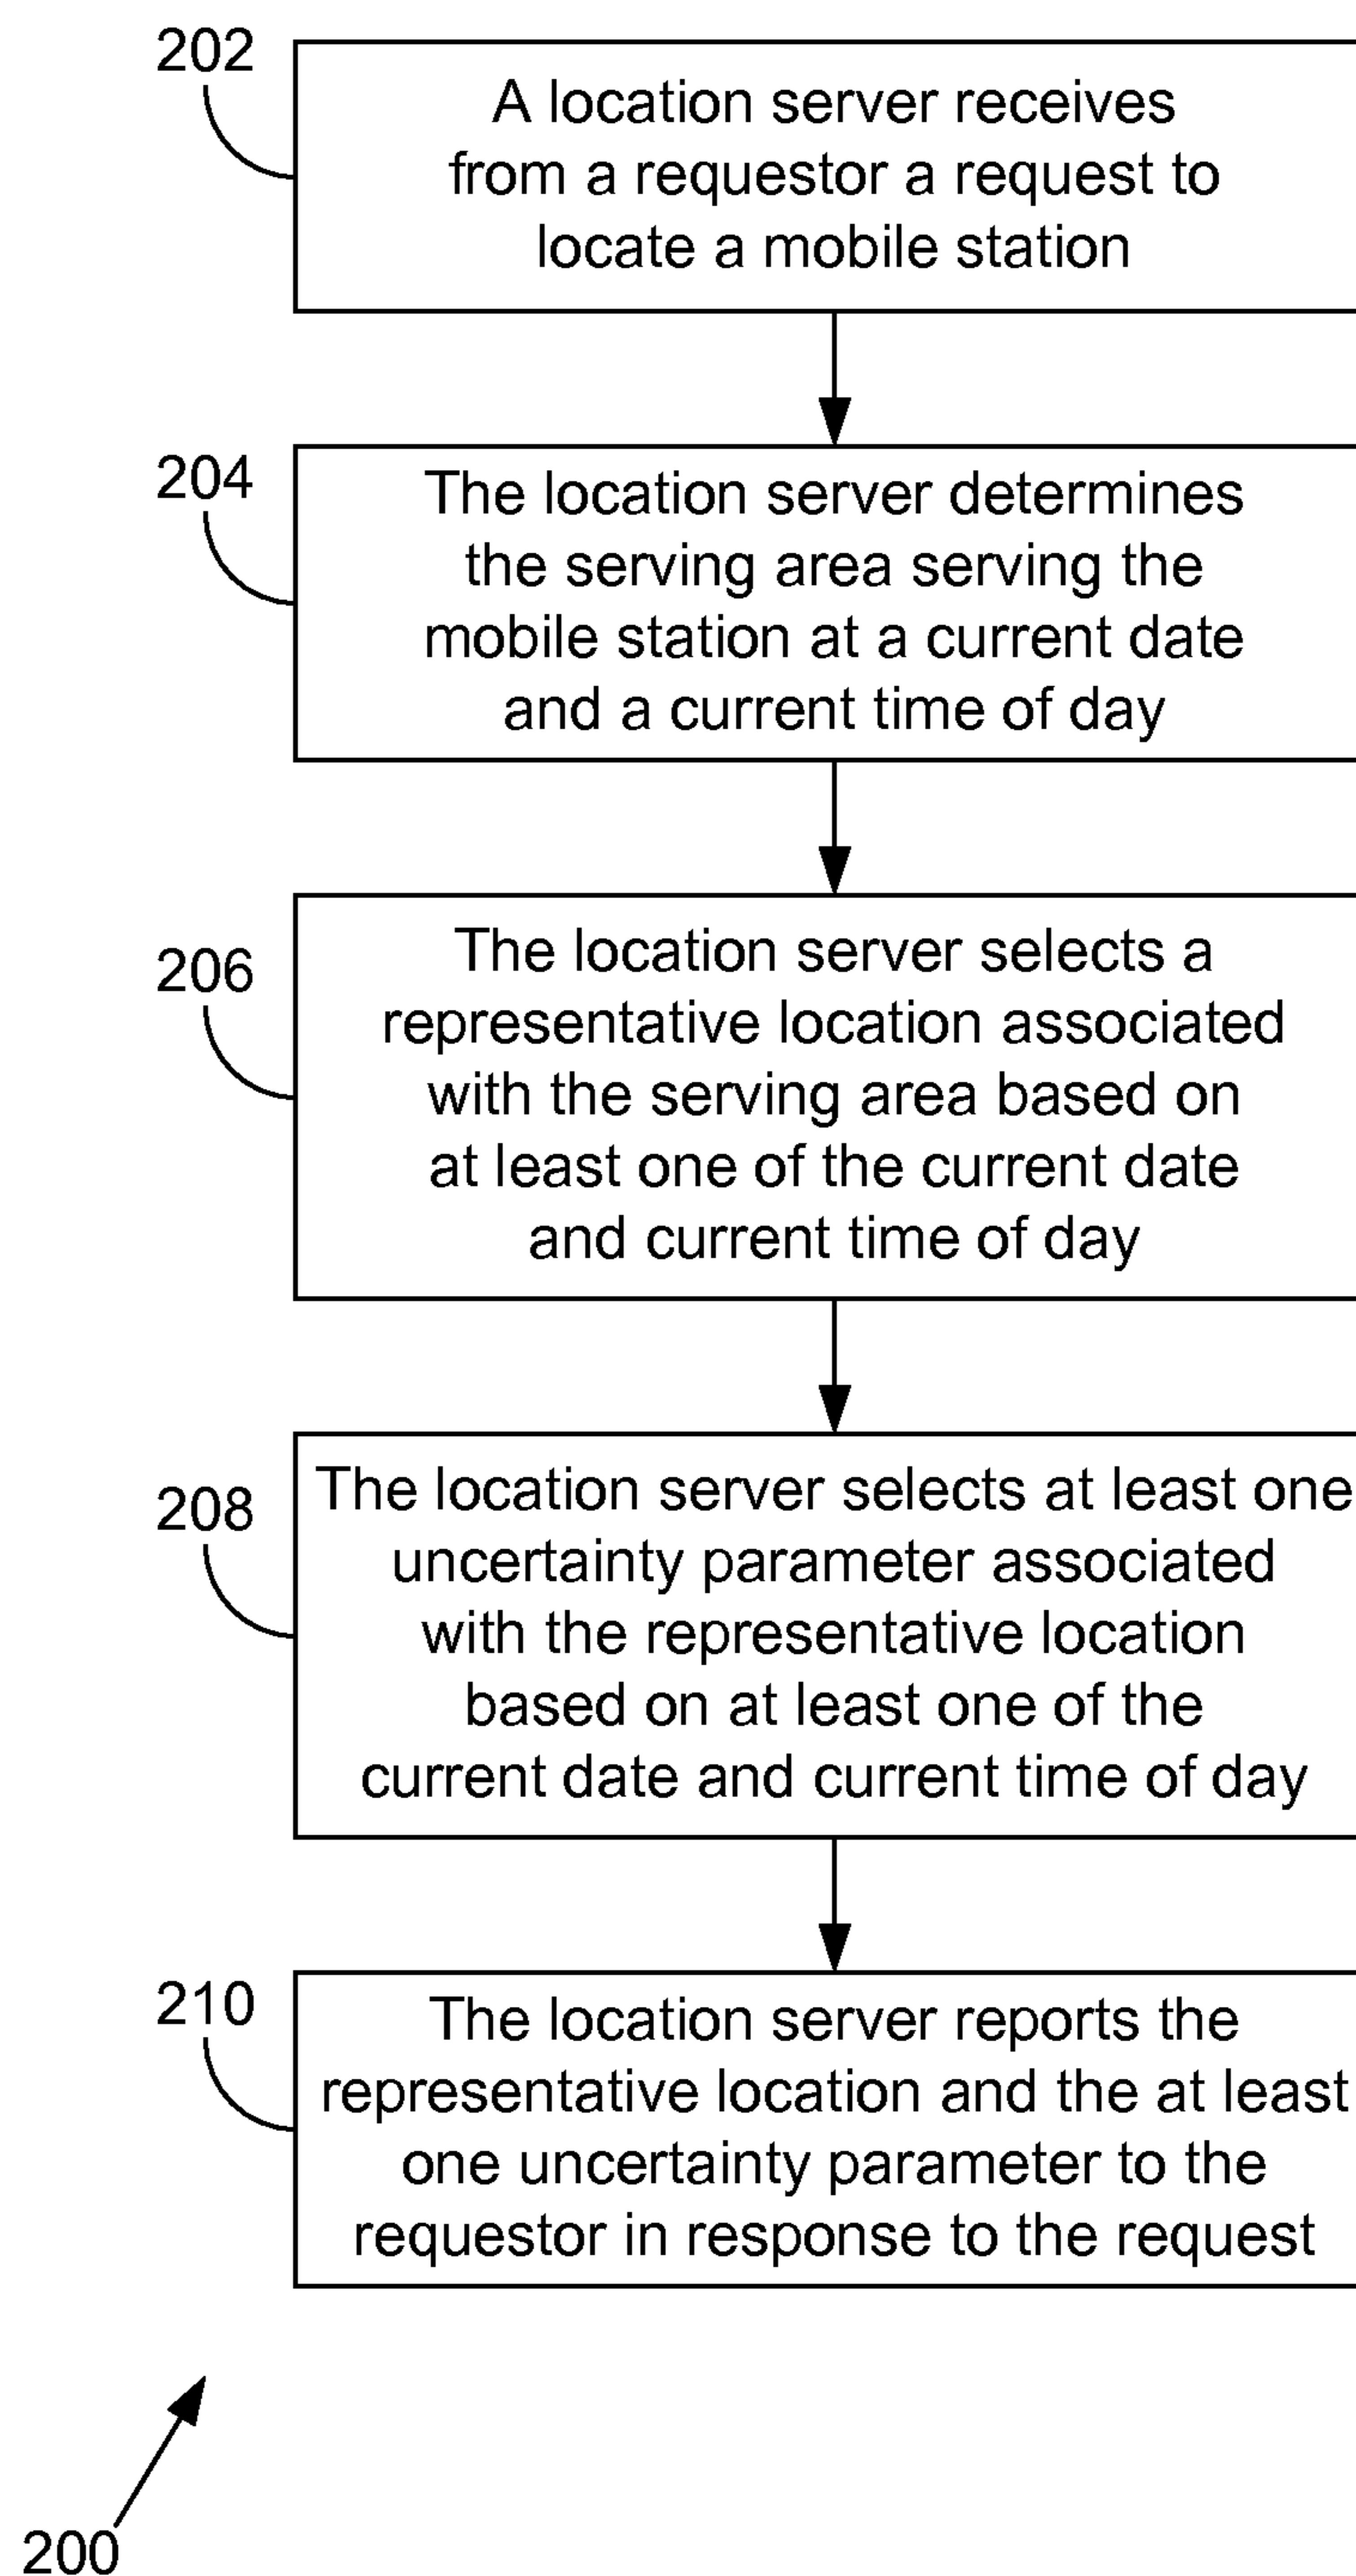 202
A location server receives
from a requestor a request to
locate a mobile station
204
The location server determines
the serving area serving the
mobile station at a current date
and a current time of day
206
The location server selects a
representative location associated
with the serving area based on
at least one of the current date
and current time of day
208
The location server selects at least one
uncertainty parameter associated
with the representative location
based on at least one of the
current date and current time of day
210
The location server reports the
representative location and the at least
one uncertainty parameter to the
requestor in response to the request
200